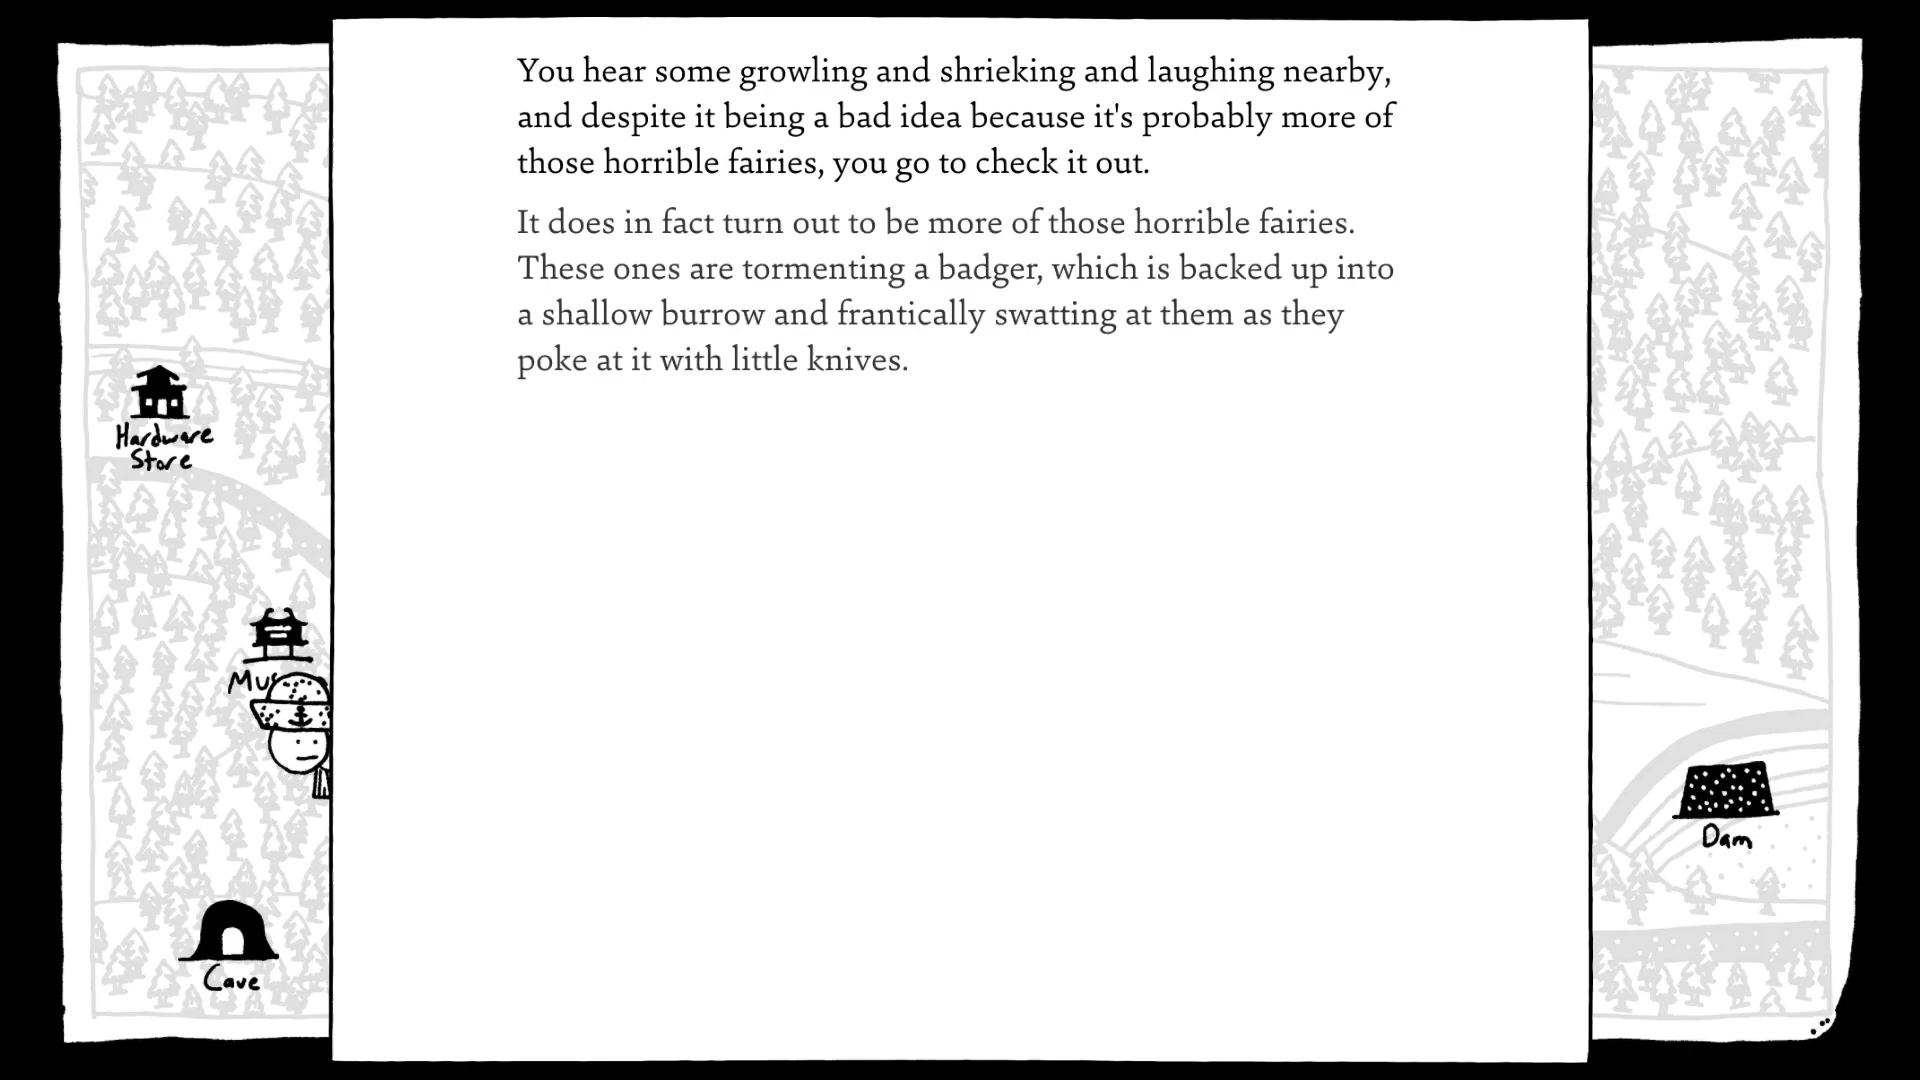 You hear some growling and shrieking and laughing nearby,
and despite it being a bad idea because it's probably more of
those horrible fairies, you go to check it out.
It does in fact turn out to be more of those horrible fairies.
These ones are tormenting a badger, which is backed up into
a shallow burrow and frantically swatting at them as they
poke at it with little knives.
Hardware
Store
Mus
Dam
Cave